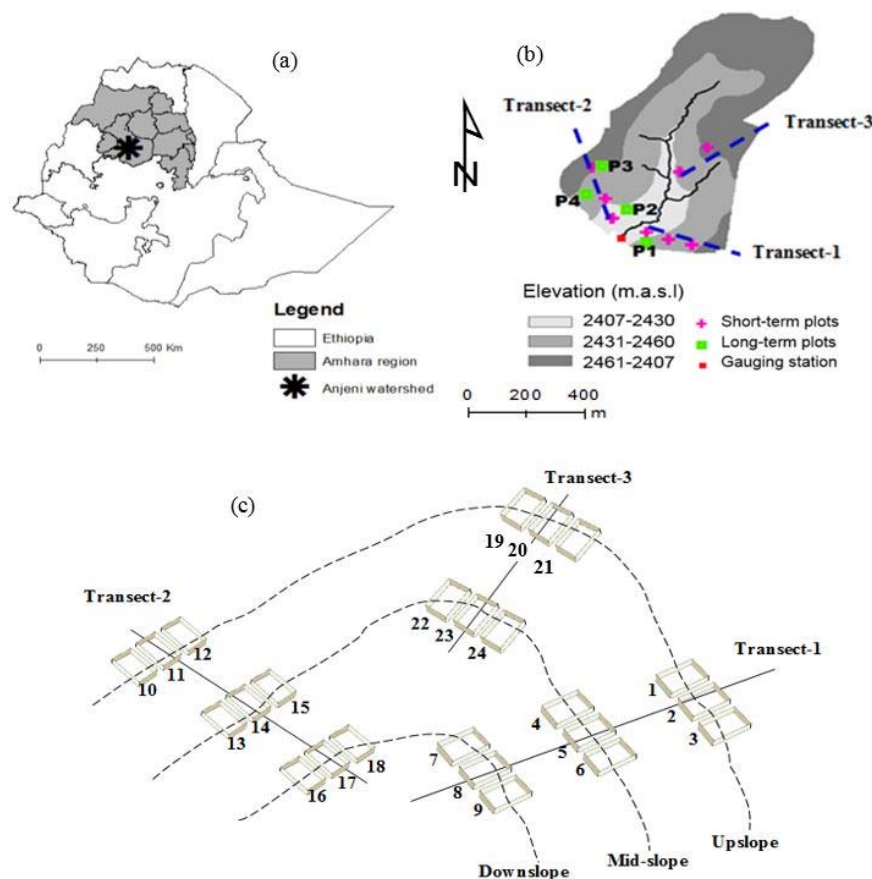 (a)
Legend
Ethiopia
Amhara region
Anjeni watershed
0 250 500 Km
(b)
Transect-2
Transect-3
N
P3
P4
P2
P1
Transect-1
Elevation (m.a.s.l)
2407-2430
2431-2460
2461-2407
Short-term plots
Long-term plots
Gauging station
0 200 400
m
(c)
Transect-3
19
20
21
Transect-2
22
23
24
Transect-1
12
11
10
1
2
3
15
14
13
4
5
6
18
17
16
7
8
9
Upslope
Mid-slope
Downslope